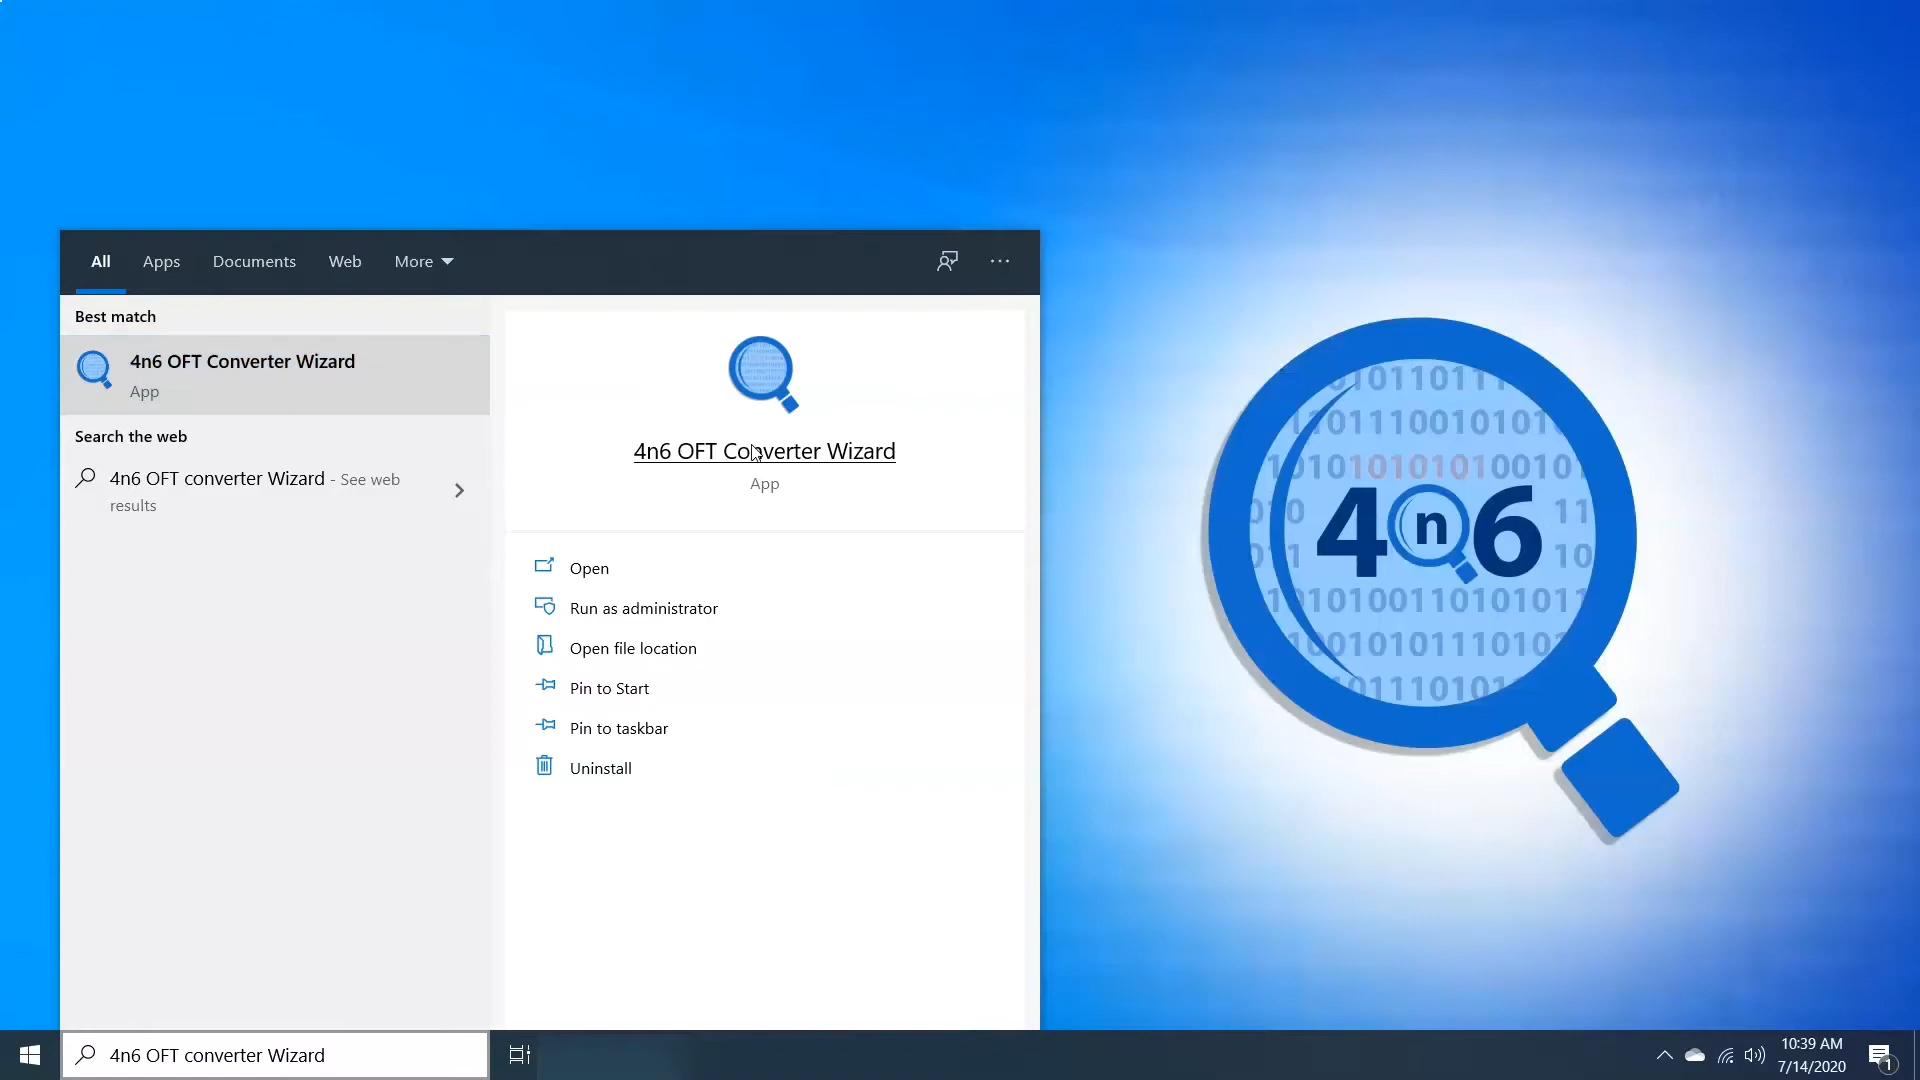 All
Apps
Documents
Web
More
Best match
4n6 OFT Converter Wizard
App
Search the web
4n6 OFT converter Wizard - See web
results
4n6 OFT Converter Wizard
App
Open
Run as administrator
Open file location
Pin to Start
Pin to taskbar
Uninstall
4n6
4n6 OFT converter Wizard
10:39 AM
7/14/2020
1